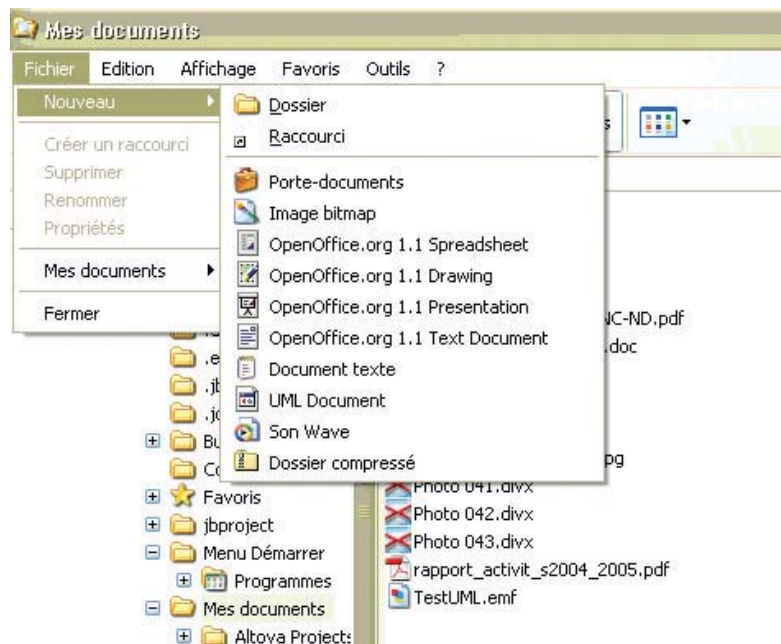 Mes documents
Fichier Edition Affichage Favoris Outils ?
Nouveau
Créer un raccourci
Supprimer
Renommer
Propriétés
Mes documents
Fermer
Dossier
Raccourci
Porte-documents
Image bitmap
OpenOffice.org 1.1 Spreadsheet
OpenOffice.org 1.1 Drawing
OpenOffice.org 1.1 Presentation
OpenOffice.org 1.1 Text Document
Document texte
UML Document
Son Wave
Dossier compressé
s
NC-ND.pdf
.doc
pg
.e
.jb
.jc
Bu
Co
Favoris
jbproject
Menu Démarrer
Programmes
Mes documents
Altova Projects
Photo 041.divx
Photo 042.divx
Photo 043.divx
rapport_activit_s2004_2005.pdf
TestUML.emf